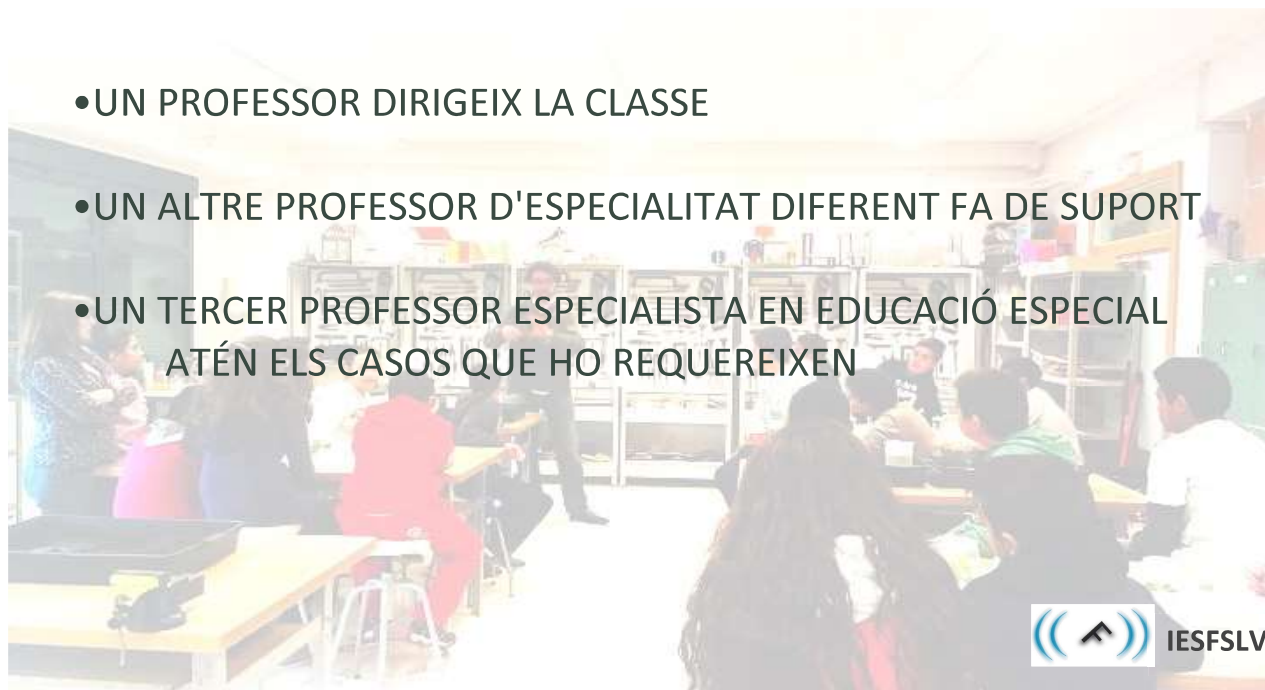 •UN PROFESSOR DIRIGEIX LA CLASSE
•UN ALTRE PROFESSOR D'ESPECIALITAT DIFERENT FA DE SUPORT
•UN TERCER PROFESSOR ESPECIALISTA EN EDUCACIÓ ESPECIAL
ATÉN ELS CASOS QUE HO REQUEREIXEN
IESFSLV